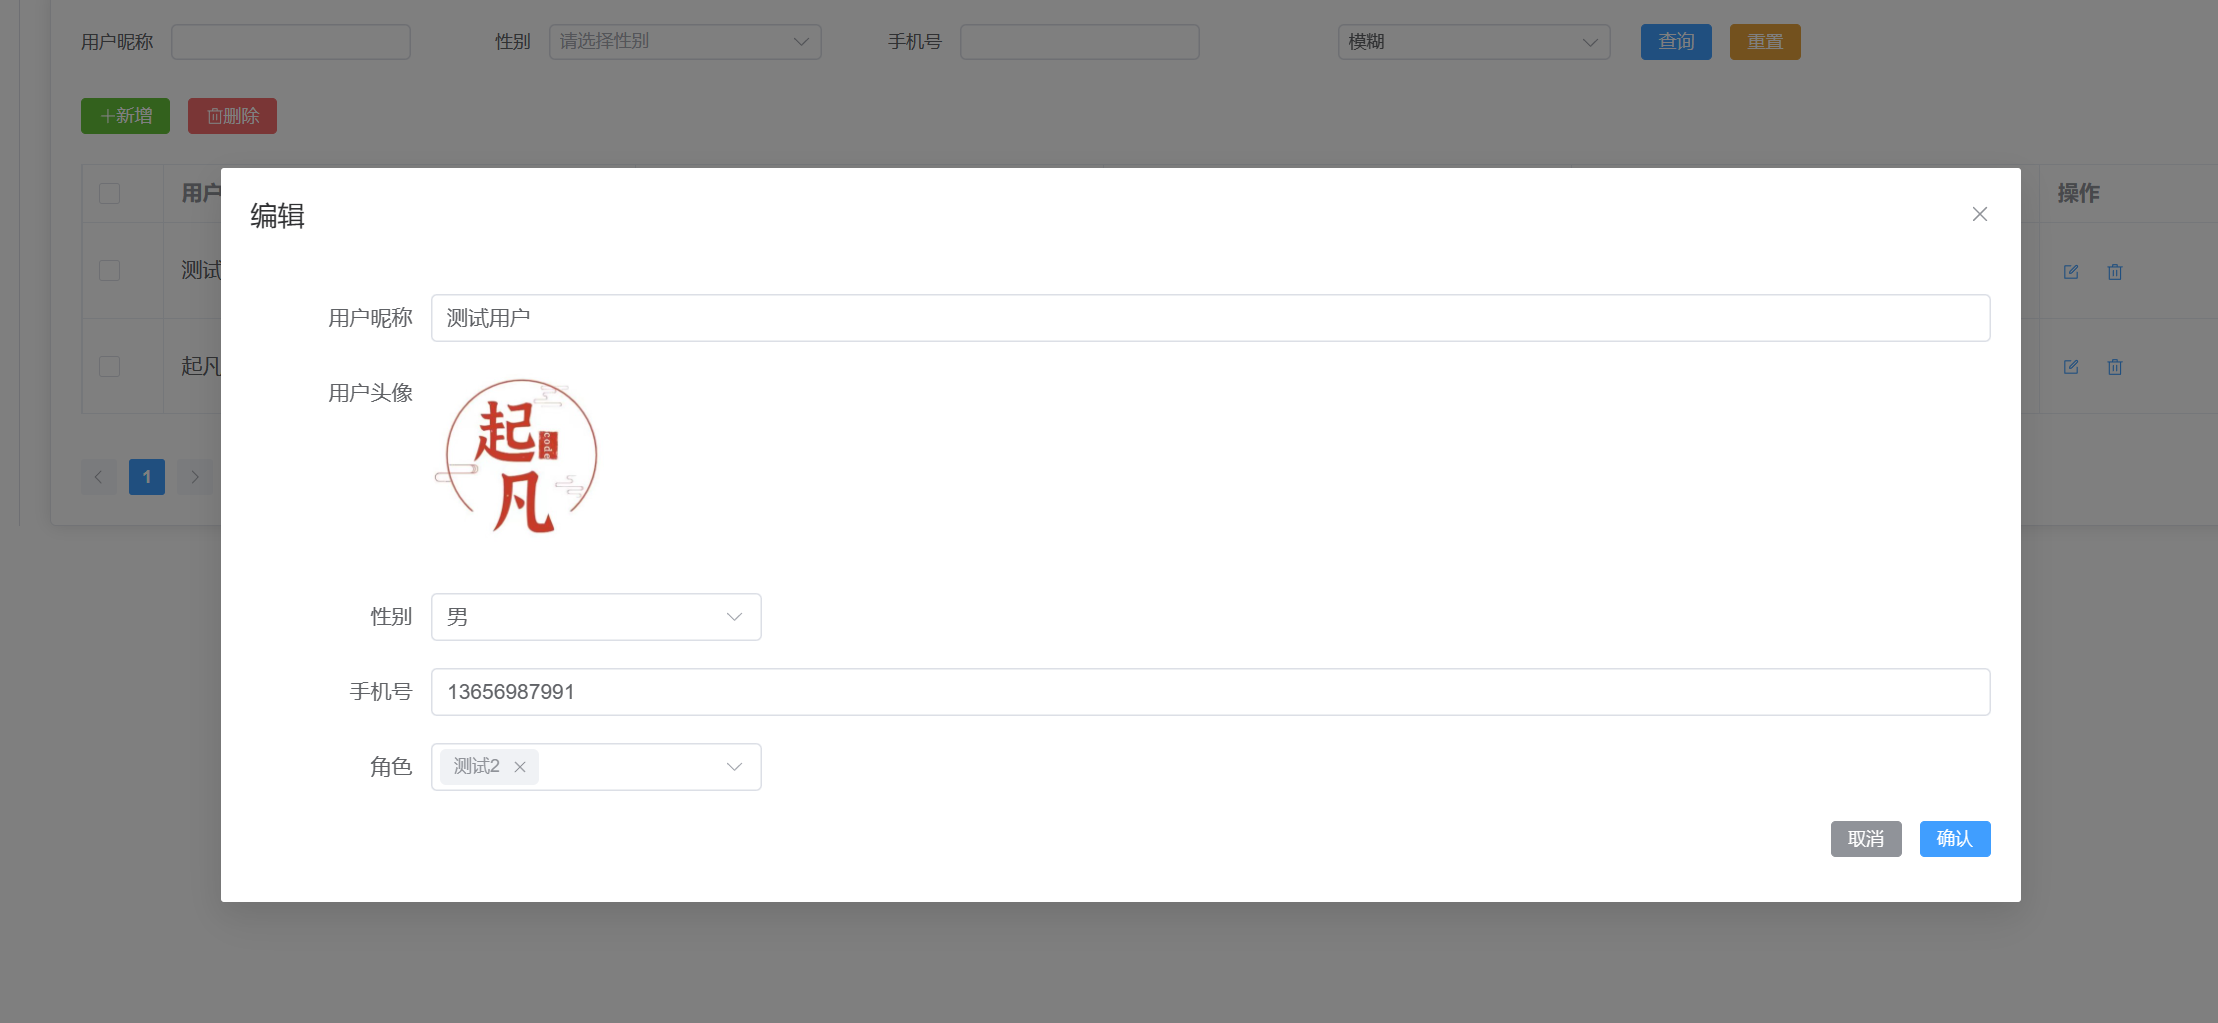 用户昵称 性别 请选择性别 手机号 模糊 查询 重置
新增 删除
用户 操作
编辑
测试
用户昵称 测试用户
起凡
用户头像
起凡
code
1
性别 男
手机号 13656987991
角色 测试2
取消 确认